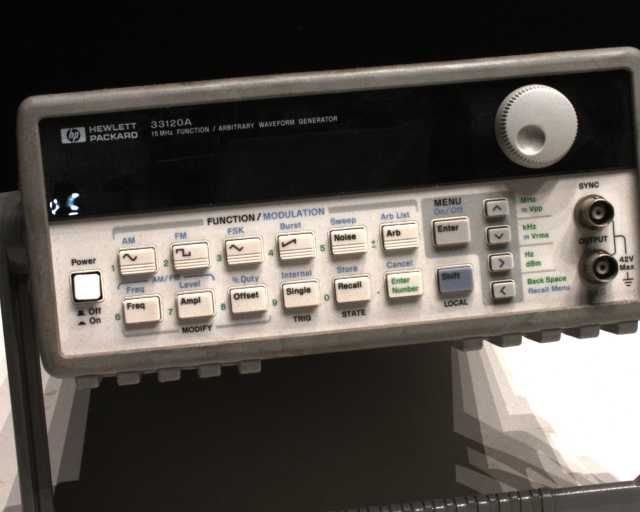 hp HEWLETT PACKARD
33120A
15 MHz FUNCTION / ARBITRARY WAVEFORM GENERATOR
SYNC
FUNCTION / MODULATION
MENU
On/Off
MHz
m Vpp
AM
FM
FSK
Burst
Sweep
Arb List
Noise
Arb
Enter
kHz
m Vrms
OUTPUT
1
2
3
4
5
±
Power
AM/FM
Freq
Level
% Duty
Internal
Store
Cancel
Hz
dBm
42V
Max
Freq
Ampl
Offset
Single
Recall
Enter
Number
Shift
Back Space
Recall Menu
6
7
8
9
0
.
Off
On
MODIFY
TRIG
STATE
LOCAL